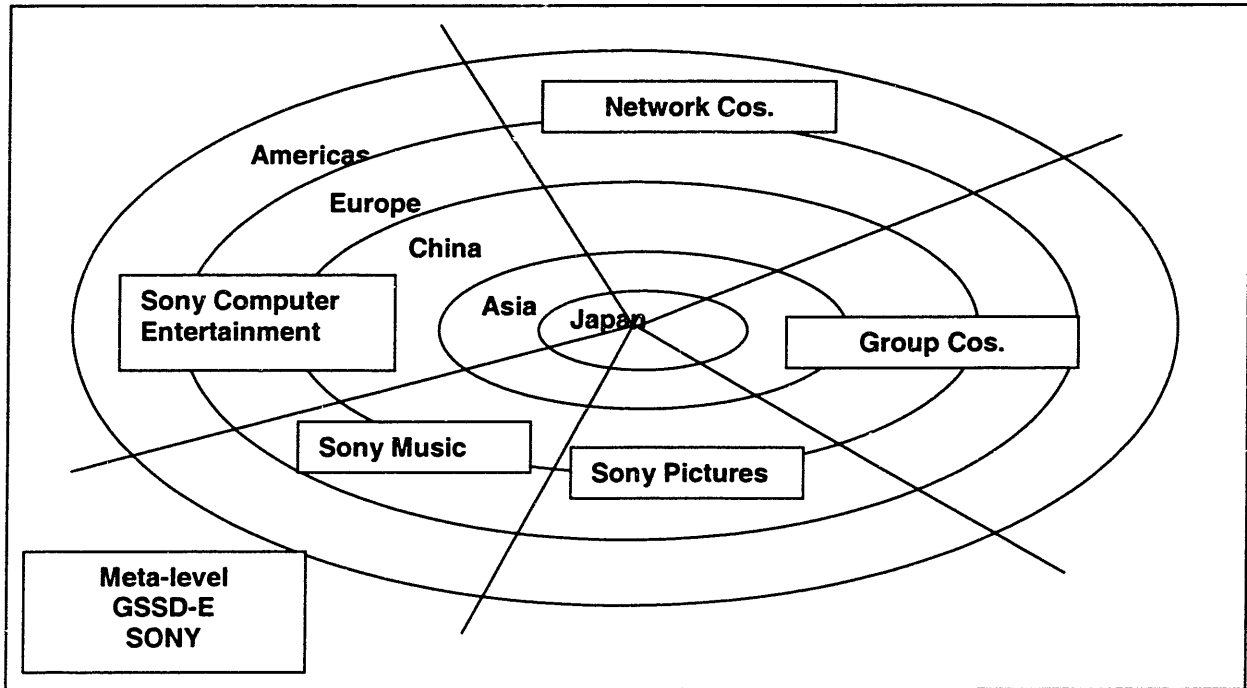 Network Cos.
Americas
Europe
China
Sony Computer
Entertainment
Asia
Japan
Group Cos.
Sony Music
Sony Pictures
Meta-level
GSSD-E
SONY